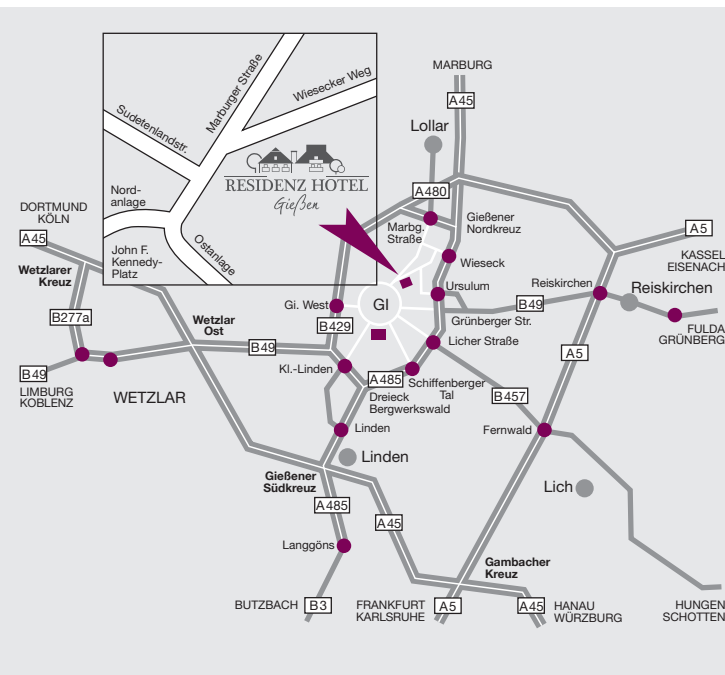 Marburger Straße
Wiesecker Weg
Sudetenlandstr.
RESIDENZ HOTEL
Gießen
Nord-
anlage
Ostanlage
John F.
Kennedy-
Platz
MARBURG
A45
Lollar
A480
Marbg.
Straße
Gießener
Nordkreuz
A5
KASSEL
EISENACH
DORTMUND
KÖLN
A45
Wetzlarer
Kreuz
Wieseck
Ursulum
Reiskirchen
Reiskirchen
Gi. West
GI
B49
Grünberger Str.
FULDA
GRÜNBERG
B277a
Wetzlar
Ost
B429
Licher Straße
B49
A5
B49
LIMBURG
KOBLENZ
WETZLAR
Kl.-Linden
A485
Schiffenberger
Tal
Dreieck
Bergwerkswald
B457
Linden
Fernwald
Linden
Gießener
Südkreuz
Lich
A485
A45
Langgöns
Gambacher
Kreuz
BUTZBACH
B3
FRANKFURT
KARLSRUHE
A5
A45
HANAU
WÜRZBURG
HUNGEN
SCHOTTEN